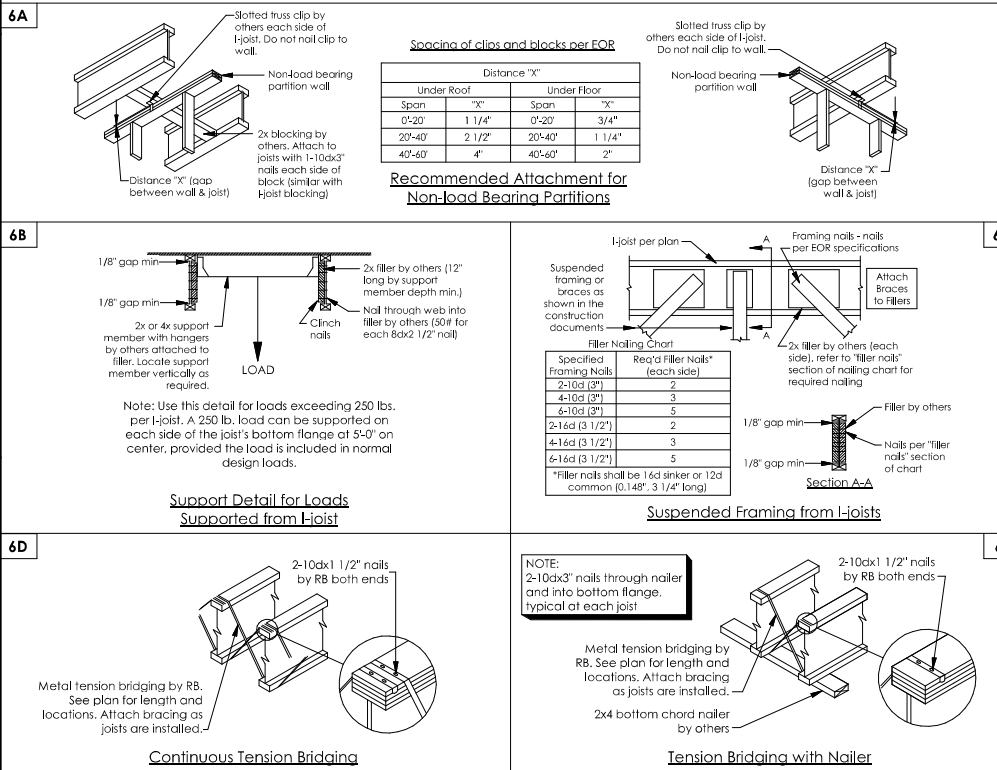 6A
Slotted truss clip by
others each side of
I-joist. Do not nail clip to
wall.
Non-load bearing
partition wall
2x blocking by
others. Attach to
joists with 1-10dx3"
nails each side of
block (similar with
I-joist blocking)
Distance "X" (gap
between wall & joist)
Spacing of clips and blocks per EOR
Distance "X"
Under Roof Under Floor
Span "X" Span "X"
0'-20' 1 1/4" 0'-20' 3/4"
20'-40' 2 1/2" 20'-40' 1 1/4"
40'-60' 4" 40'-60' 2"
Recommended Attachment for
Non-load Bearing Partitions
Slotted truss clip by
others each side of I-joist.
Do not nail clip to wall.
Non-load bearing
partition wall
Distance "X"
(gap between
wall & joist)
6B
1/8" gap min
1/8" gap min
2x or 4x support
member with hangers
by others attached to
filler. Locate support
member vertically as
required.
LOAD
2x filler by others (12"
long by support
member depth min.)
Nail through web into
filler by others (50# for
each 8dx2 1/2" nail)
Clinch
nails
Note: Use this detail for loads exceeding 250 lbs.
per I-joist. A 250 lb. load can be supported on
each side of the joist's bottom flange at 5'-0" on
center, provided the load is included in normal
design loads.
Support Detail for Loads
Supported from I-joist
6
I-joist per plan
A
Framing nails - nails
per EOR specifications
Suspended
framing or
braces as
shown in the
construction
documents
Attach
Braces
to Fillers
A
2x filler by others (each
side), refer to "filler nails"
section of nailing chart for
required nailing
Filler Nailing Chart
Specified Framing Nails Req'd Filler Nails* (each side)
2-10d (3") 2
4-10d (3") 3
6-10d (3") 5
2-16d (3 1/2") 2
4-16d (3 1/2") 3
6-16d (3 1/2") 5
*Filler nails shall be 16d sinker or 12d
common (0.148", 3 1/4" long)
1/8" gap min
1/8" gap min
Filler by others
Nails per "filler
nails" section
of chart
Section A-A
Suspended Framing from I-joists
6D
2-10dx1 1/2" nails
by RB both ends
Metal tension bridging by RB.
See plan for length and
locations. Attach bracing as
joists are installed.
Continuous Tension Bridging
6
NOTE:
2-10dx3" nails through nailer
and into bottom flange,
typical at each joist
2-10dx1 1/2" nails
by RB both ends
Metal tension bridging by
RB. See plan for length and
locations. Attach bracing
as joists are installed.
2x4 bottom chord nailer
by others
Tension Bridging with Nailer